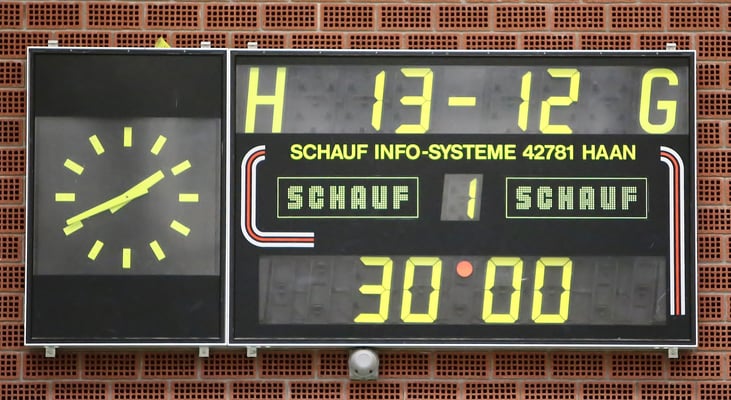 H 13-12 G
SCHAUF INFO-SYSTEME 42781 HAAN
SCHAUF 1 SCHAUF
30:00